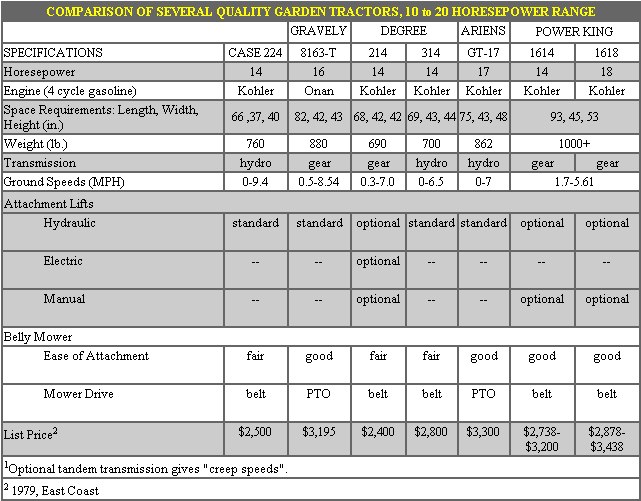 COMPARISON OF SEVERAL QUALITY GARDEN TRACTORS, 10 to 20 HORESEPOWER RANGE
GRAVELY DEGREE ARIENS POWER KING
SPECIFICATIONS CASE 224 8163-T 214 314 GT-17 1614 1618
Horesepower 14 16 14 14 17 14 18
Engine (4 cycle gasoline) Kohler Onan Kohler Kohler Kohler Kohler Kohler
Space Requirements: Length, Width,
Height (in.) 66 ,37, 40 82, 42, 43 68, 42, 42 69, 43, 44 75, 43, 48 93, 45, 53
Weight (lb.) 760 880 690 700 862 1000+
Transmission hydro gear gear hydro hydro gear gear
Ground Speeds (MPH) 0-9.4 0.5-8.54 0.3-7.0 0-6.5 0-7 1.7-5.61
Attachment Lifts
Hydraulic standard standard optional standard standard optional optional
Electric -- -- optional -- -- -- --
Manual -- -- optional -- -- optional optional
Belly Mower
Ease of Attachment fair good fair fair good good good
Mower Drive belt PTO belt belt PTO belt belt
List Price2 $2,500 $3,195 $2,400 $2,800 $3,300 $2,738- $2,878-
$3,200 $3,438
1Optional tandem transmission gives "creep speeds".
2 1979, East Coast